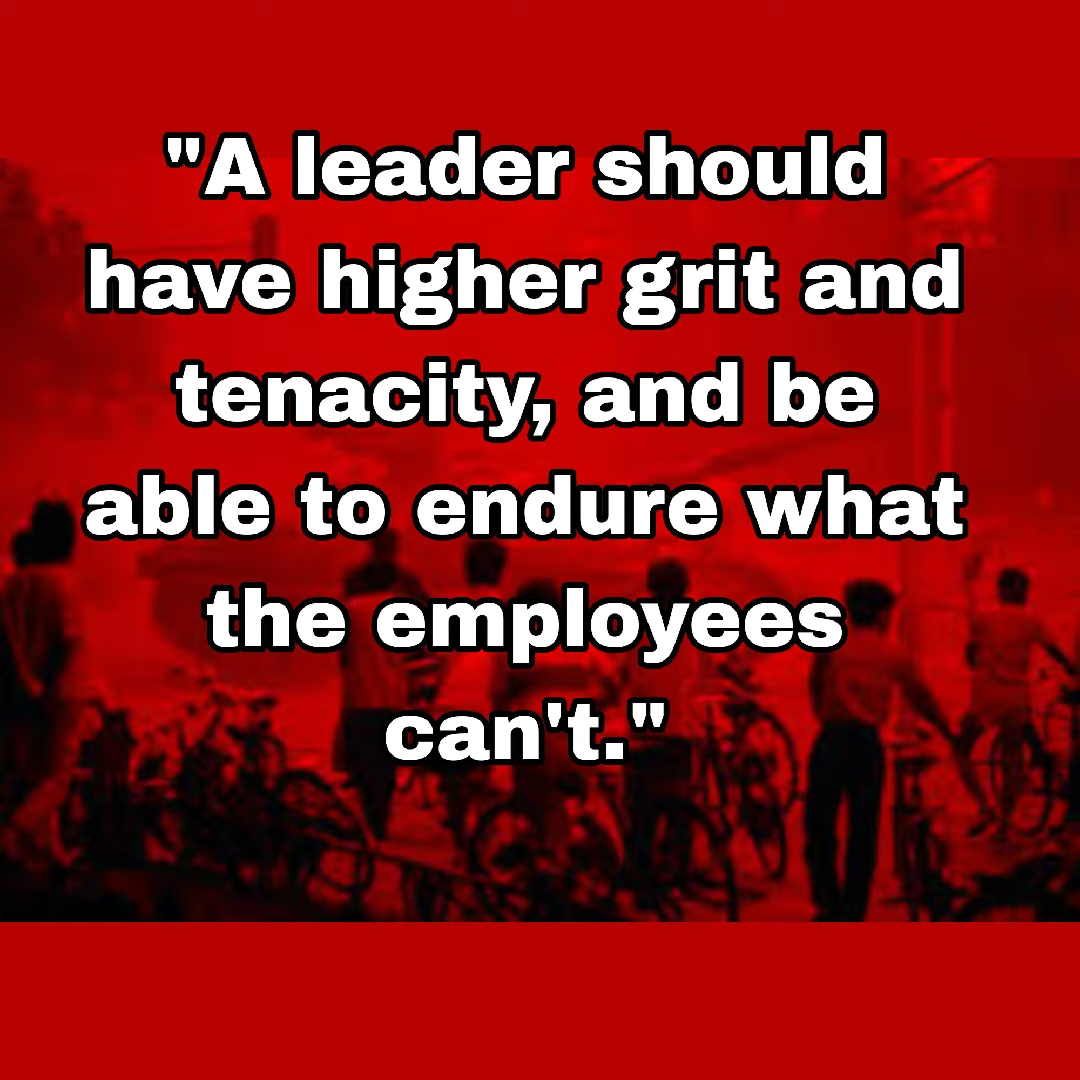 "A leader should
have higher grit and
tenacity, and be
able to endure what
the employees
can't."